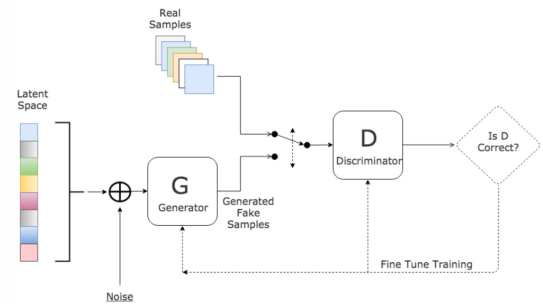 Real
Samples
Latent
Space
D
Discriminator
Is D
Correct?
G
Generator
Generated
Fake
Samples
Fine Tune Training
Noise